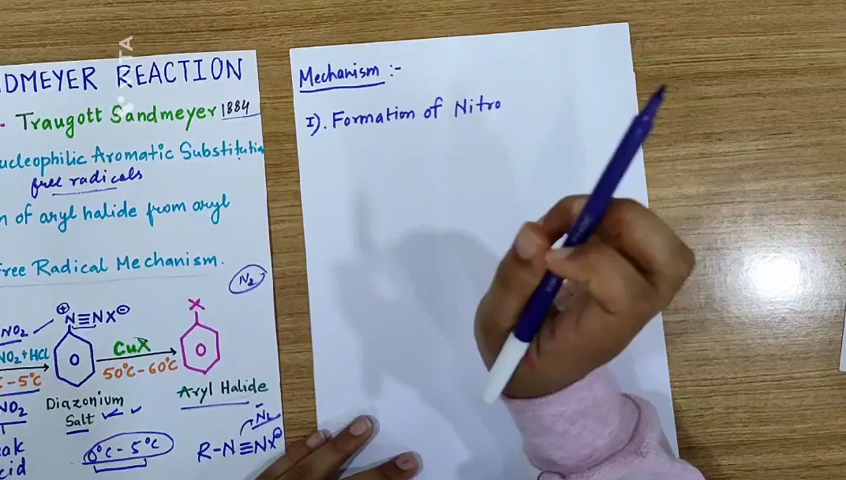 DMEYER REACTION
- Traugott Sandmeyer 1884
ucleophilic Aromatic Substitution
free radicals
n of aryl halide from aryl
Free Radical Mechanism.
N2
NO2
⊕
N≡NX⊖
X
NO2+HCl
CuX
-5°C
50°C-60°C
NO2
Diazonium
Salt
Aryl Halide
eak
cid
0°C-5°C
N2
R-N≡NX⊖
Mechanism :-
I). Formation of Nitro